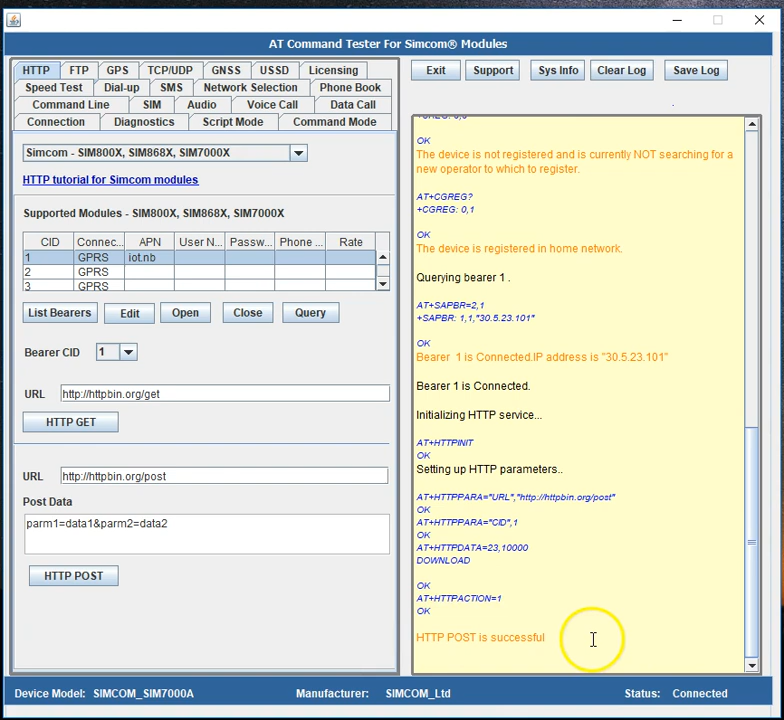 AT Command Tester For Simcom® Modules
HTTP FTP GPS TCP/UDP GNSS USSD Licensing
Speed Test Dial-up SMS Network Selection Phone Book
Command Line SIM Audio Voice Call Data Call
Connection Diagnostics Script Mode Command Mode
Simcom - SIM800X, SIM868X, SIM7000X
HTTP tutorial for Simcom modules
Supported Modules - SIM800X, SIM868X, SIM7000X
CID Connec... APN User N... Passw... Phone ... Rate
1 GPRS iot.nb
2 GPRS
3 GPRS
List Bearers Edit Open Close Query
Bearer CID 1
URL http://httpbin.org/get
HTTP GET
URL http://httpbin.org/post
Post Data
parm1=data1&parm2=data2
HTTP POST
Exit Support Sys Info Clear Log Save Log
OK
The device is not registered and is currently NOT searching for a
new operator to which to register.
AT+CGREG?
+CGREG: 0,1
OK
The device is registered in home network.
Querying bearer 1 .
AT+SAPBR=2,1
+SAPBR: 1,1,"30.5.23.101"
OK
Bearer 1 is Connected.IP address is "30.5.23.101"
Bearer 1 is Connected.
Initializing HTTP service...
AT+HTTPINIT
OK
Setting up HTTP parameters..
AT+HTTPPARA="URL","http://httpbin.org/post"
OK
AT+HTTPPARA="CID",1
OK
AT+HTTPDATA=23,10000
DOWNLOAD
OK
AT+HTTPACTION=1
OK
HTTP POST is successful
Device Model: SIMCOM_SIM7000A Manufacturer: SIMCOM_Ltd Status: Connected